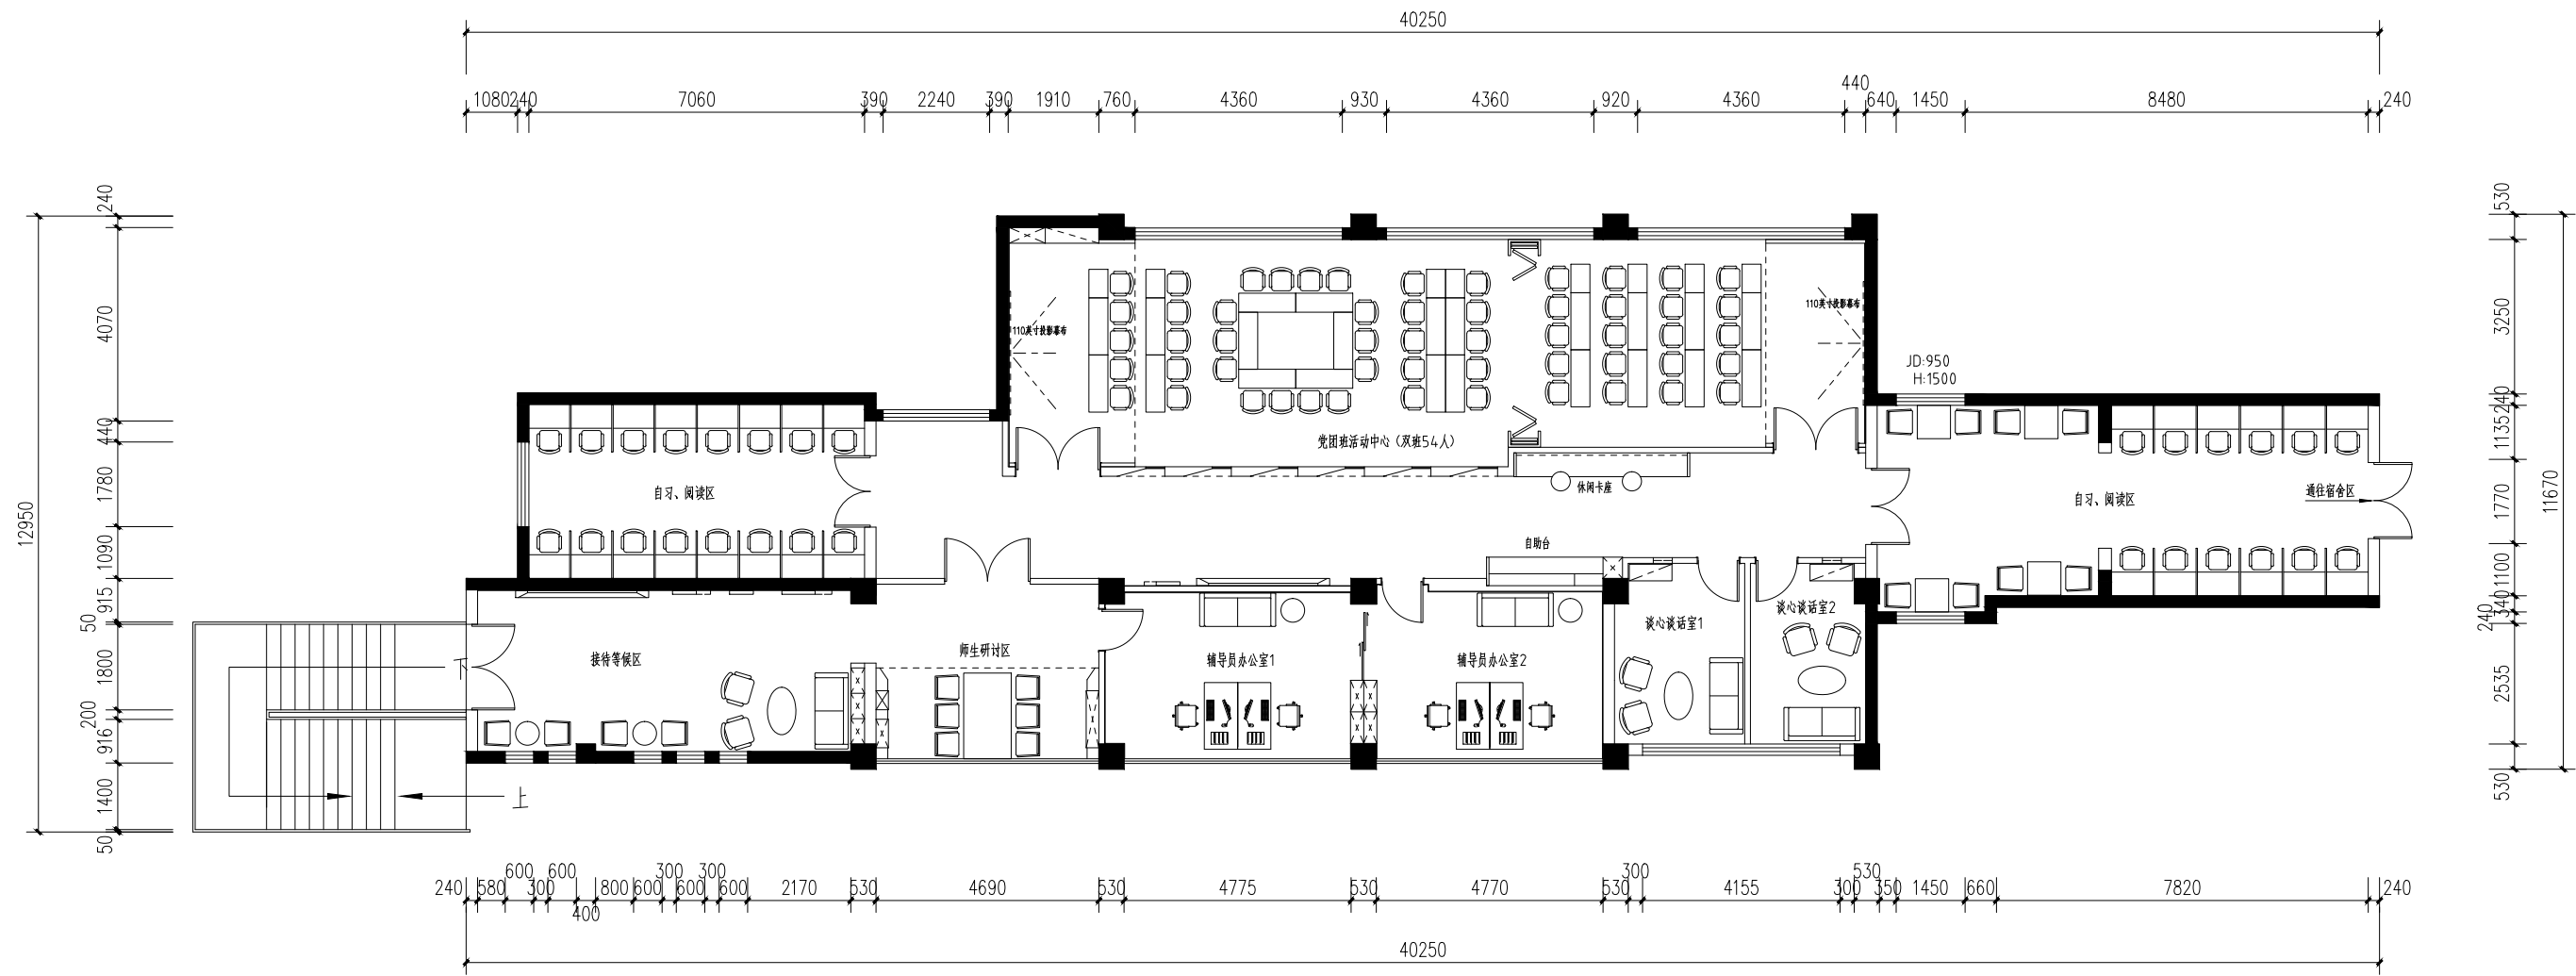 40250
1080 240 7060 390 2240 390 1910 760 4360 930 4360 920 4360 440 640 1450 8480 240
240
4070
440
1780
1090
915
50
1800
200
916
1400
50
12950
530
3250
240
1135
1770
1100
340
240
2535
530
11670
110英寸投影幕布
110英寸投影幕布
JD:950
H:1500
党团班活动中心（双班54人）
自习、阅读区
休闲卡座
自习、阅读区
通往宿舍区
自助台
接待等候区
师生研讨区
辅导员办公室1
辅导员办公室2
谈心谈话室1
谈心谈话室2
下
上
240 580 600 300 600 400 800 600 300 600 300 600 2170 530 4690 530 4775 530 4770 530 300 4155 300 530 350 1450 660 7820 240
40250